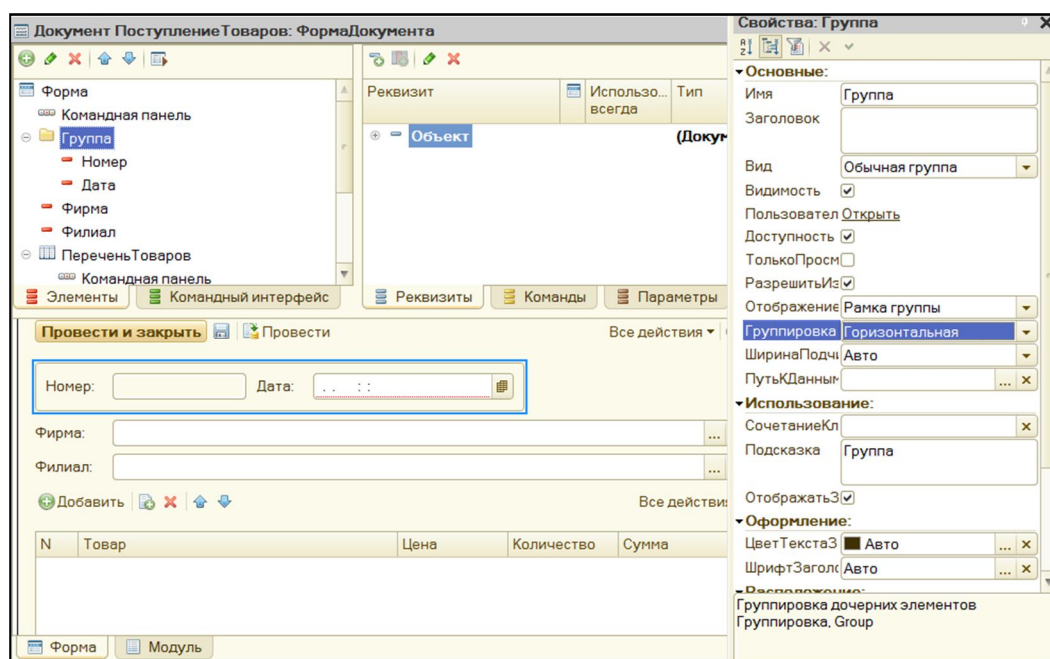 Документ ПоступлениеТоваров: ФормаДокумента
Форма
Командная панель
Группа
Номер
Дата
Фирма
Филиал
ПереченьТоваров
Командная панель
Элементы
Командный интерфейс
Реквизит
Использо...
всегда
Тип
Объект
(Докум
Реквизиты
Команды
Параметры
Провести и закрыть
Провести
Все действия
Номер:
Дата:
. . : :
Фирма:
...
Филиал:
...
Добавить
Все действия
N Товар Цена Количество Сумма
Форма
Модуль
Свойства: Группа
Основные:
Имя Группа
Заголовок
Вид Обычная группа
Видимость
Пользовател Открыть
Доступность
ТолькоПросм
РазрешитьИз
Отображение Рамка группы
Группировка Горизонтальная
ШиринаПодчи Авто
ПутьКДанным ...
Использование:
СочетаниеКл
Подсказка Группа
ОтображатьЗ
Оформление:
ЦветТекстаЗ Авто ...
ШрифтЗаголо Авто ...
Расположение:
Группировка дочерних элементов
Группировка, Group